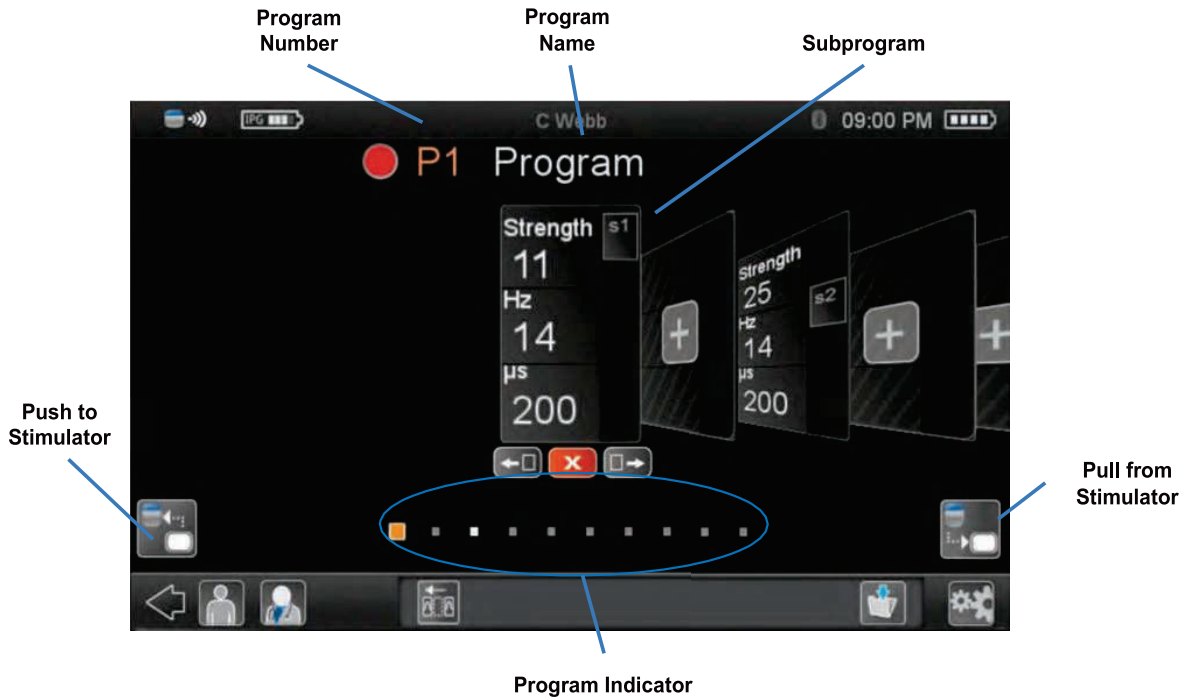 Program
Number
Program
Name
Subprogram
IPG
C Webb
09:00 PM
P1 Program
Strength s1
11
Hz
14
µs
200
Strength
25 s2
Hz
14
µs
200
Push to
Stimulator
Pull from
Stimulator
Program Indicator